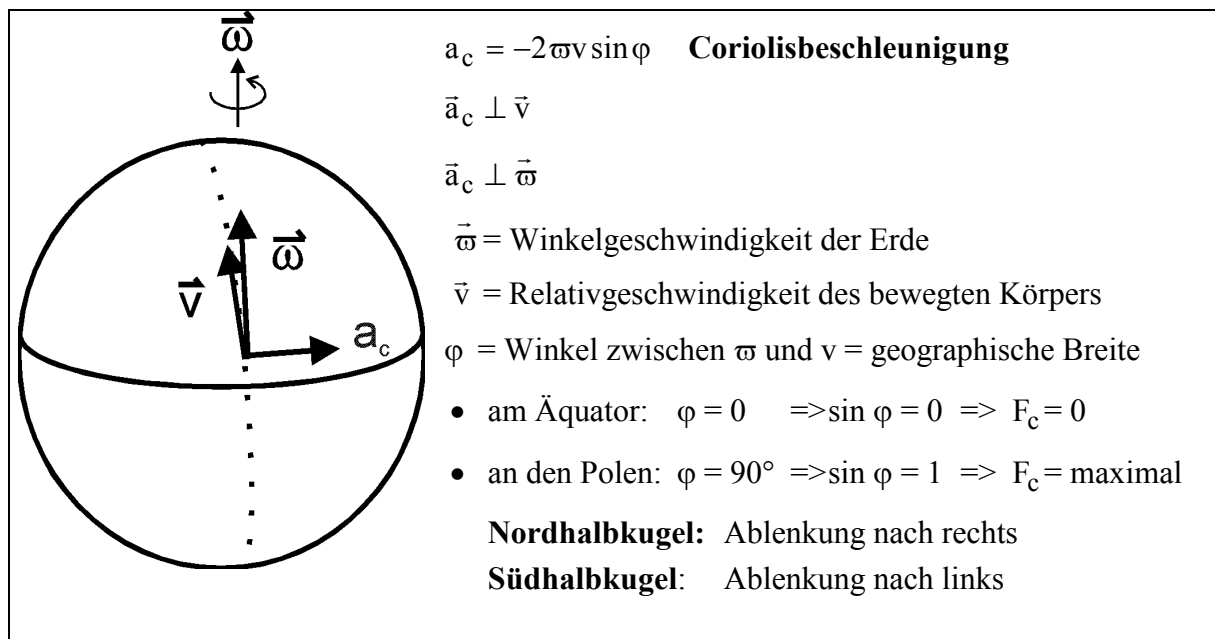 ω⃗
v⃗
ω⃗
a_c
a_c = −2ϖv sin φ Coriolisbeschleunigung
a⃗_c ⊥ v⃗
a⃗_c ⊥ ϖ⃗
ϖ⃗ = Winkelgeschwindigkeit der Erde
v⃗ = Relativgeschwindigkeit des bewegten Körpers
φ = Winkel zwischen ϖ und v = geographische Breite
• am Äquator: φ = 0 =>sin φ = 0 => F_c = 0
• an den Polen: φ = 90° =>sin φ = 1 => F_c = maximal
Nordhalbkugel: Ablenkung nach rechts
Südhalbkugel: Ablenkung nach links